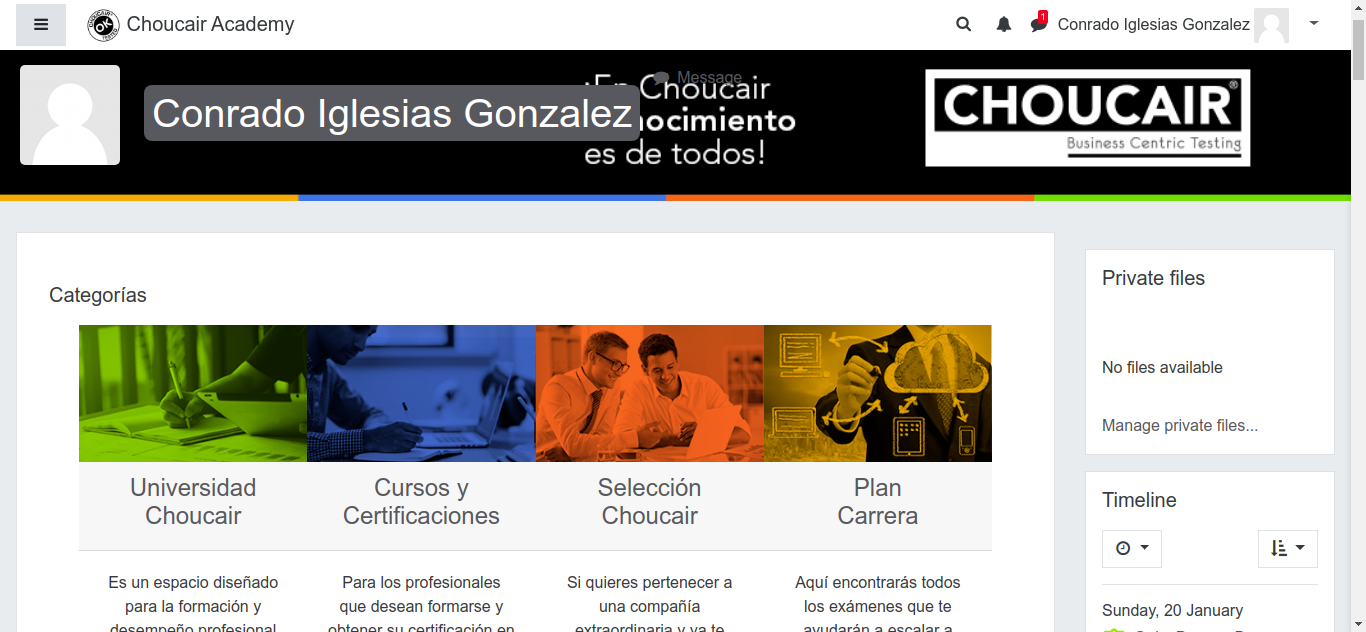 Choucair Academy
1
Conrado Iglesias Gonzalez
Message
Conrado Iglesias Gonzalez
¡En Choucair
nocimiento
es de todos!
CHOUCAIR®
Business Centric Testing
Categorías
Universidad
Choucair
Cursos y
Certificaciones
Selección
Choucair
Plan
Carrera
Es un espacio diseñado
para la formación y
desempeño profesional
Para los profesionales
que desean formarse y
obtener su certificación en
Si quieres pertenecer a
una compañía
extraordinaria y ya te
Aquí encontrarás todos
los exámenes que te
ayudarán a escalar a
Private files
No files available
Manage private files...
Timeline
Sunday, 20 January